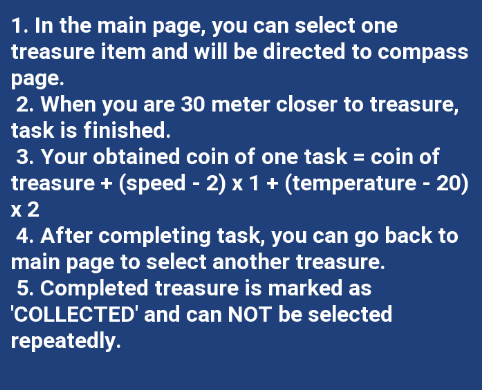 1. In the main page, you can select one
treasure item and will be directed to compass
page.
2. When you are 30 meter closer to treasure,
task is finished.
3. Your obtained coin of one task = coin of
treasure + (speed - 2) x 1 + (temperature - 20)
x 2
4. After completing task, you can go back to
main page to select another treasure.
5. Completed treasure is marked as
'COLLECTED' and can NOT be selected
repeatedly.